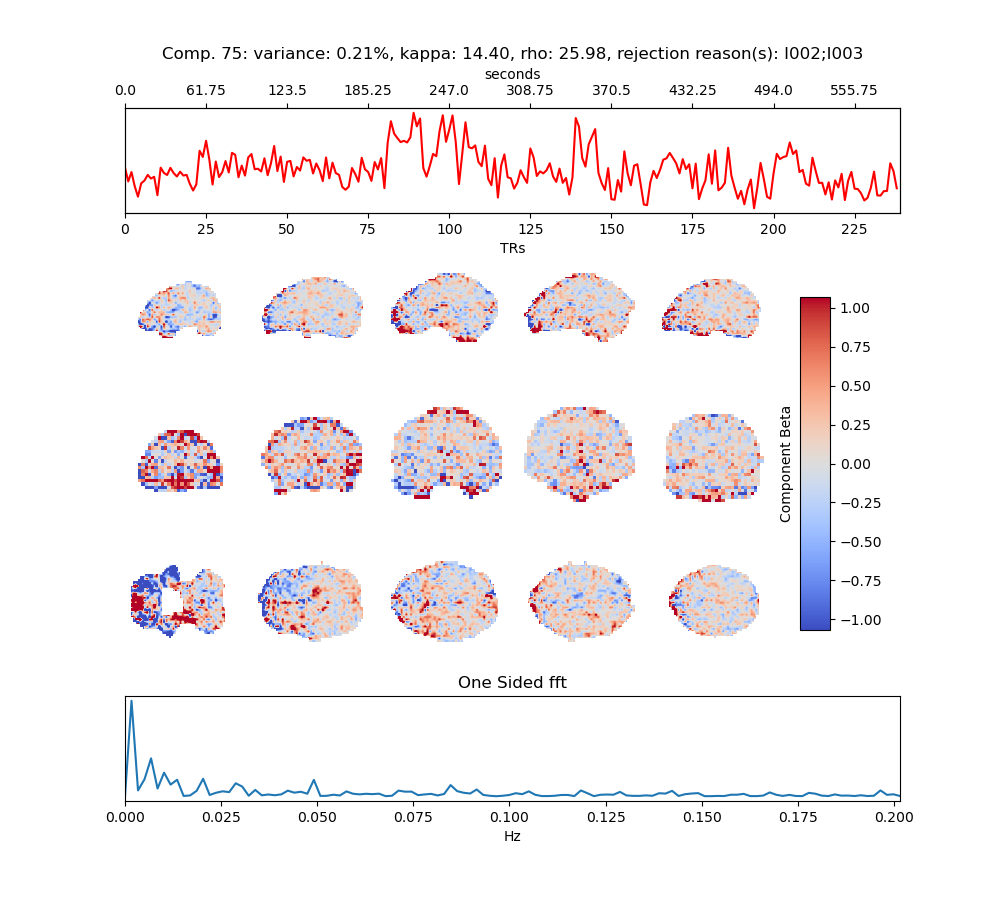 Comp. 75: variance: 0.21%, kappa: 14.40, rho: 25.98, rejection reason(s): I002;I003
seconds
0.0 61.75 123.5 185.25 247.0 308.75 370.5 432.25 494.0 555.75
0 25 50 75 100 125 150 175 200 225
TRs
1.00
0.75
0.50
0.25
0.00
−0.25
−0.50
−0.75
−1.00
Component Beta
One Sided fft
0.000 0.025 0.050 0.075 0.100 0.125 0.150 0.175 0.200
Hz